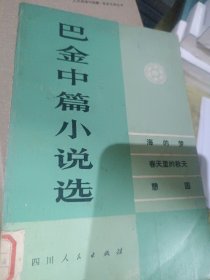 巴金中篇小说选
海的梦
春天里的秋天
憩园
四川人民出版社